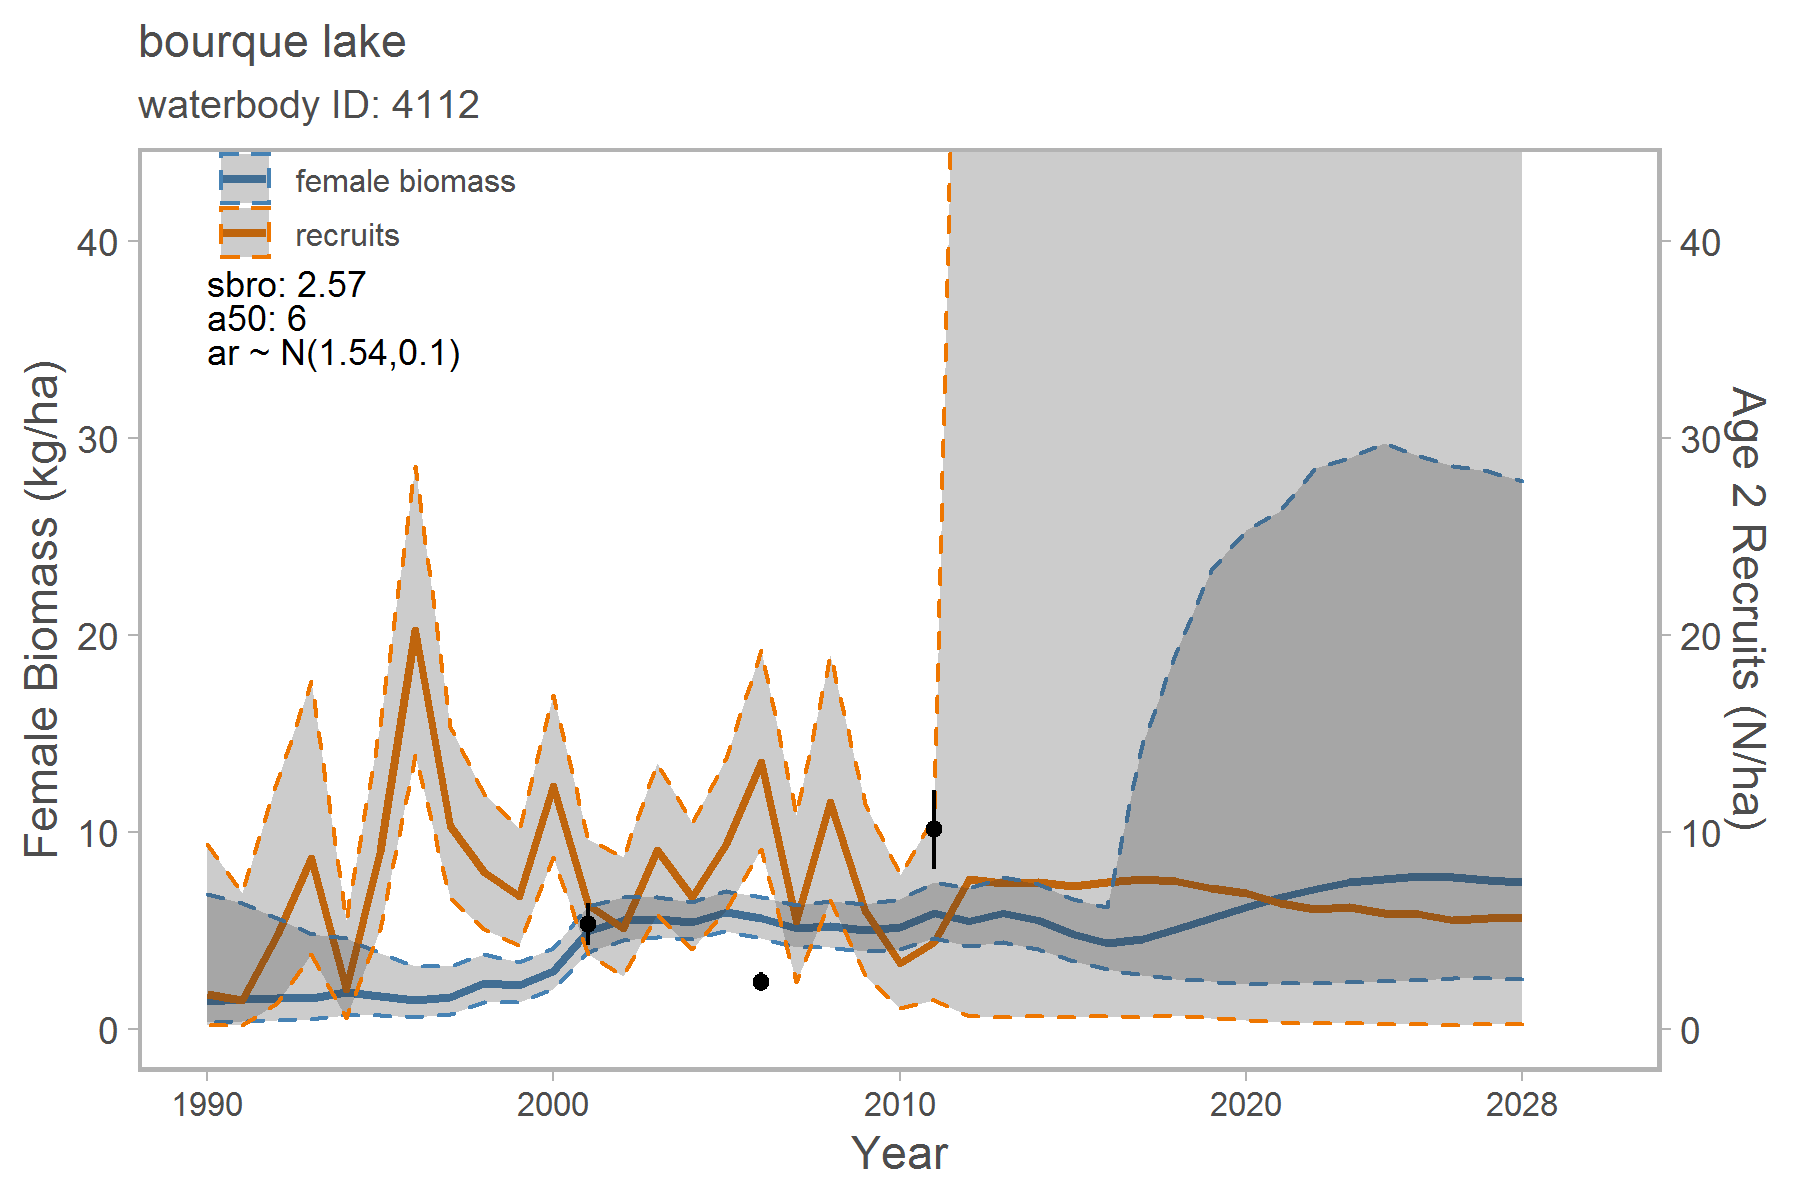 bourque lake
waterbody ID: 4112
female biomass
recruits
sbro: 2.57
a50: 6
ar ~ N(1.54,0.1)
Female Biomass (kg/ha)
40
30
20
10
0
40
30
20
10
0
Age 2 Recruits (N/ha)
1990
2000
2010
2020
2028
Year